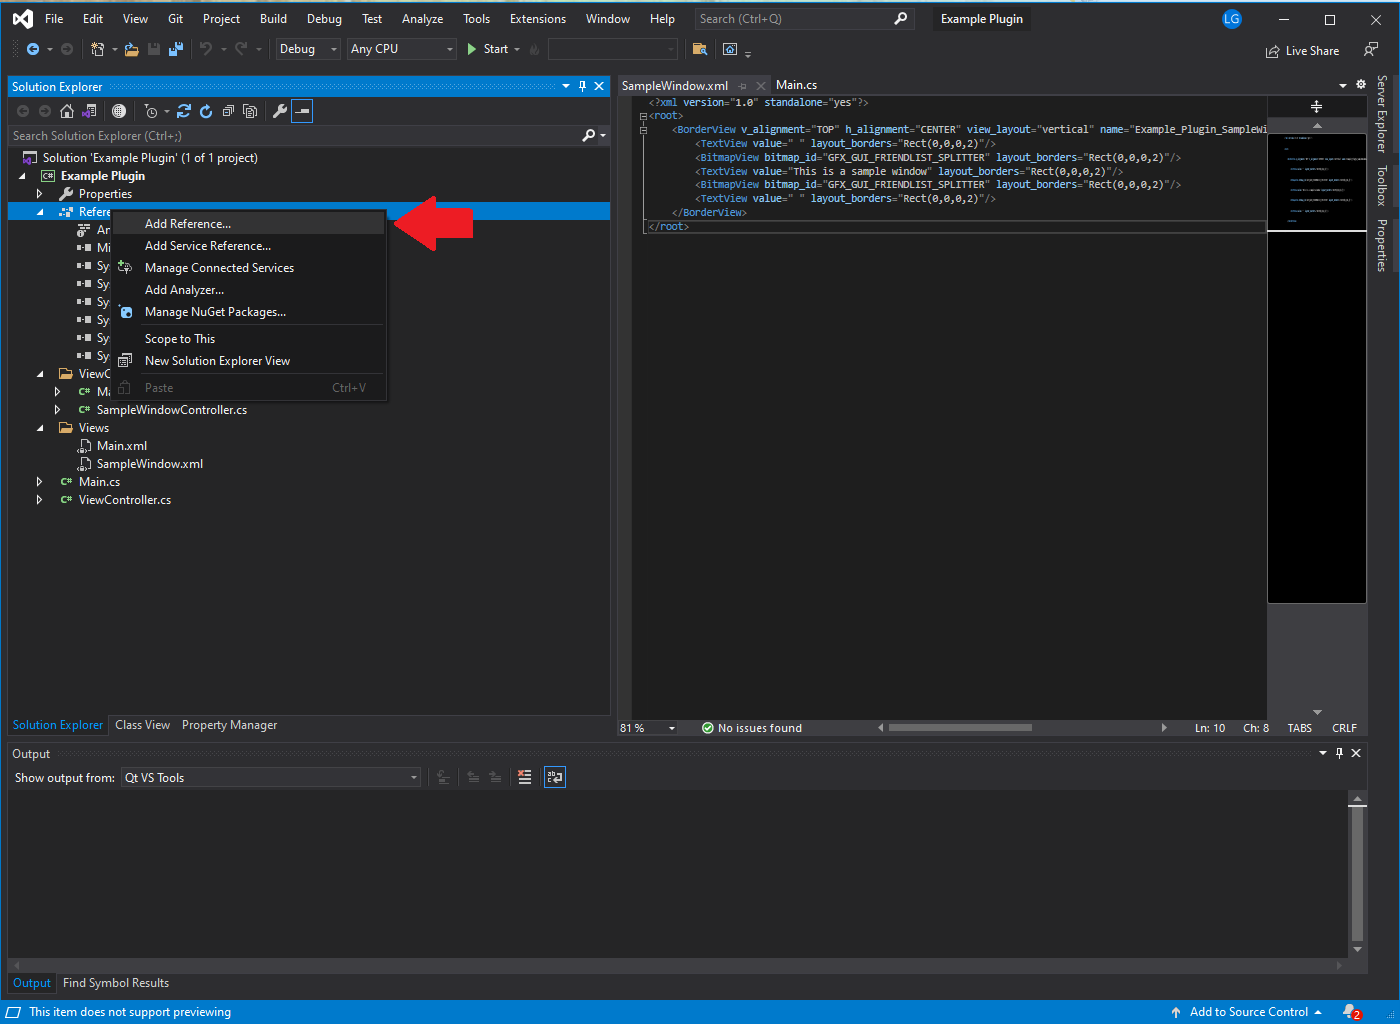 File Edit View Git Project Build Debug Test Analyze Tools Extensions Window Help Search (Ctrl+Q) Example Plugin LG
Debug Any CPU Start Live Share
Solution Explorer
Search Solution Explorer (Ctrl+;)
Solution 'Example Plugin' (1 of 1 project)
C# Example Plugin
Properties
Refere
An
Mi
Sys
Sys
Sys
Sys
Sys
Sys
ViewC
C# Ma
C# SampleWindowController.cs
Views
Main.xml
SampleWindow.xml
C# Main.cs
C# ViewController.cs
Add Reference...
Add Service Reference...
Manage Connected Services
Add Analyzer...
Manage NuGet Packages...
Scope to This
New Solution Explorer View
Paste Ctrl+V
Solution Explorer Class View Property Manager
SampleWindow.xml Main.cs
<?xml version="1.0" standalone="yes"?>
<root>
<BorderView v_alignment="TOP" h_alignment="CENTER" view_layout="vertical" name="Example_Plugin_SampleWi
<TextView value=" " layout_borders="Rect(0,0,0,2)"/>
<BitmapView bitmap_id="GFX_GUI_FRIENDLIST_SPLITTER" layout_borders="Rect(0,0,0,2)"/>
<TextView value="This is a sample window" layout_borders="Rect(0,0,0,2)"/>
<BitmapView bitmap_id="GFX_GUI_FRIENDLIST_SPLITTER" layout_borders="Rect(0,0,0,2)"/>
<TextView value=" " layout_borders="Rect(0,0,0,2)"/>
</BorderView>
</root>
81 % No issues found Ln: 10 Ch: 8 TABS CRLF
Server Explorer
Toolbox
Properties
Output
Show output from: Qt VS Tools
Output Find Symbol Results
This item does not support previewing Add to Source Control 2